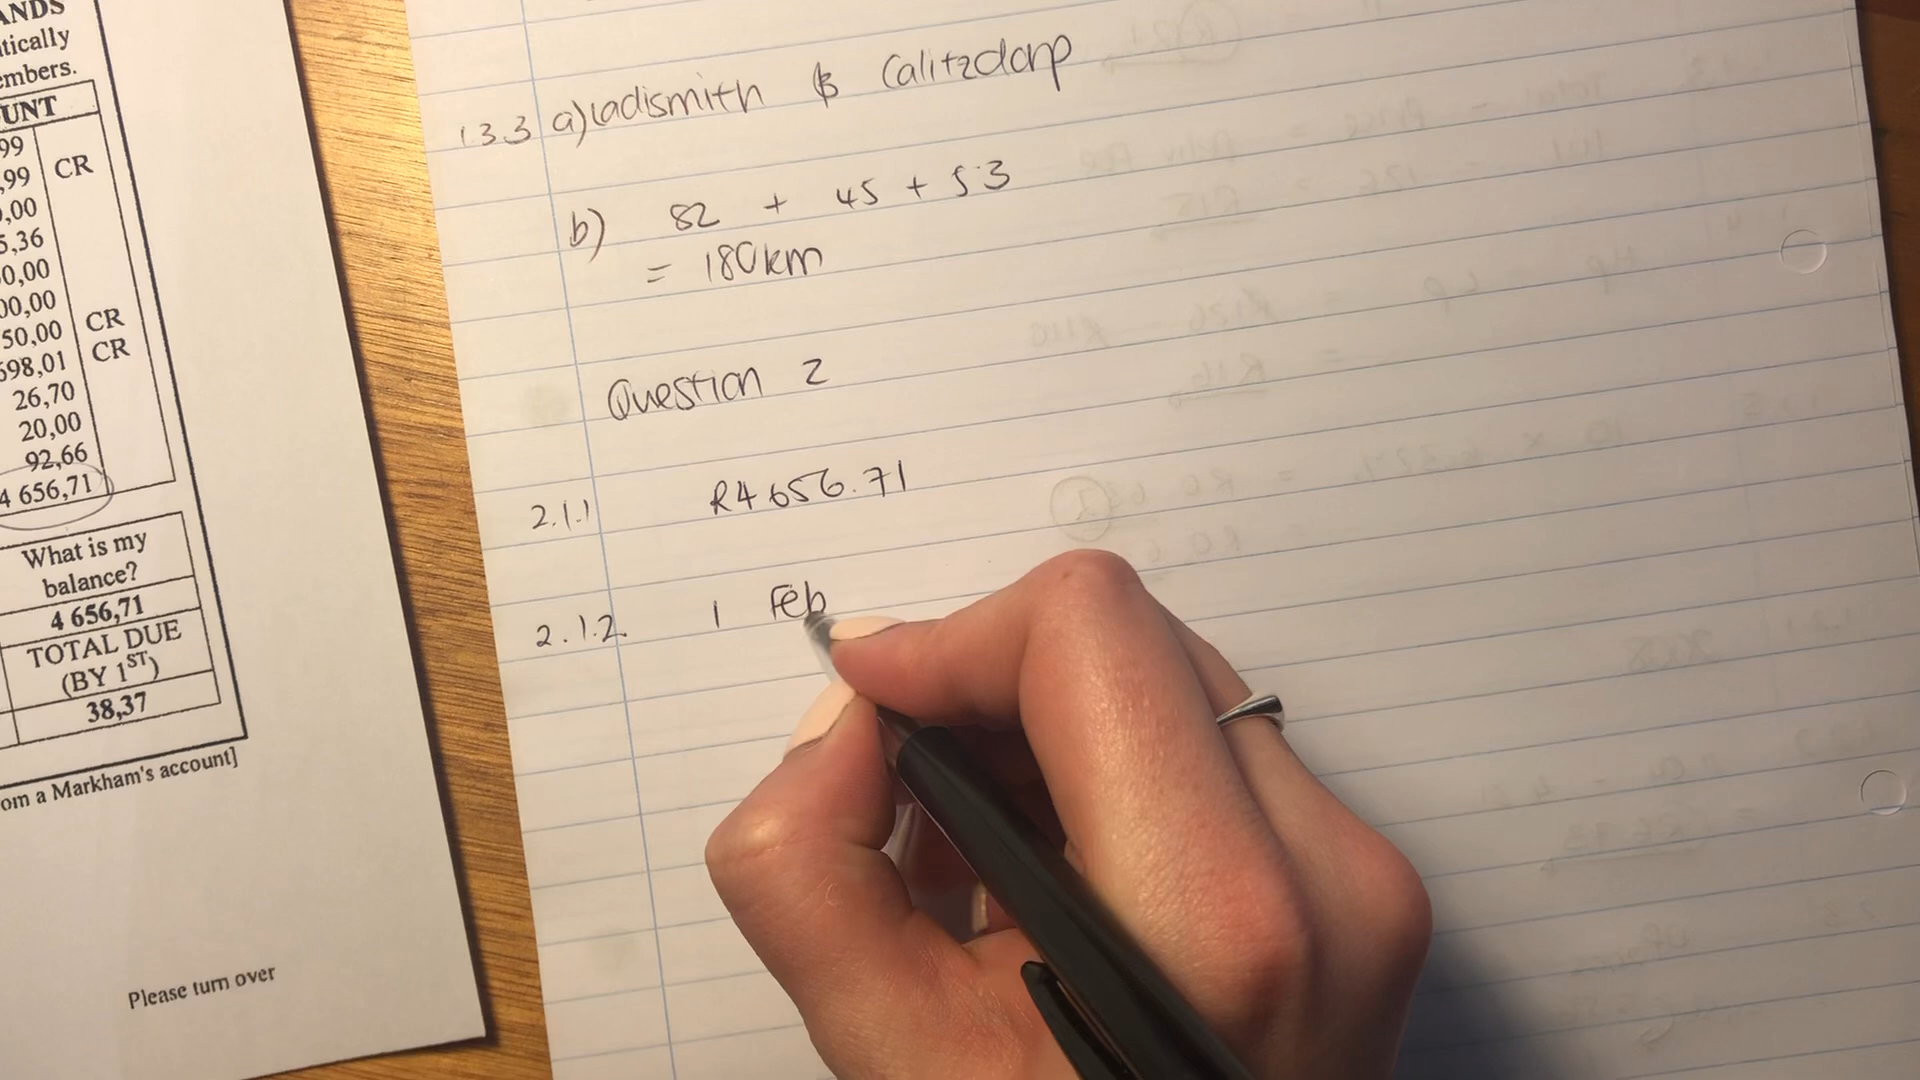 ANDS
tically
embers.
UNT
99
,99 CR
,00
5,36
0,00
00,00
50,00 CR
698,01 CR
26,70
20,00
92,66
4 656,71
What is my
balance?
4 656,71
TOTAL DUE
(BY 1ST)
38,37
om a Markham's account]
Please turn over
1.3.3 a) Ladismith & Calitzdorp
b) 82 + 45 + 53
= 180km
Question 2
2.1.1 R4 656.71
2.1.2. 1 Feb